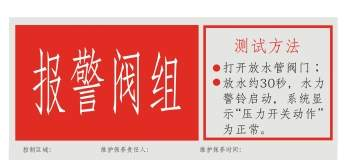 报警阀组
测试方法
●打开放水管阀门；
●放水约30秒，水力
警铃启动，系统显
示“压力开关动作”
为正常。
控制区域： 维护保养责任人： 维护保养时间：